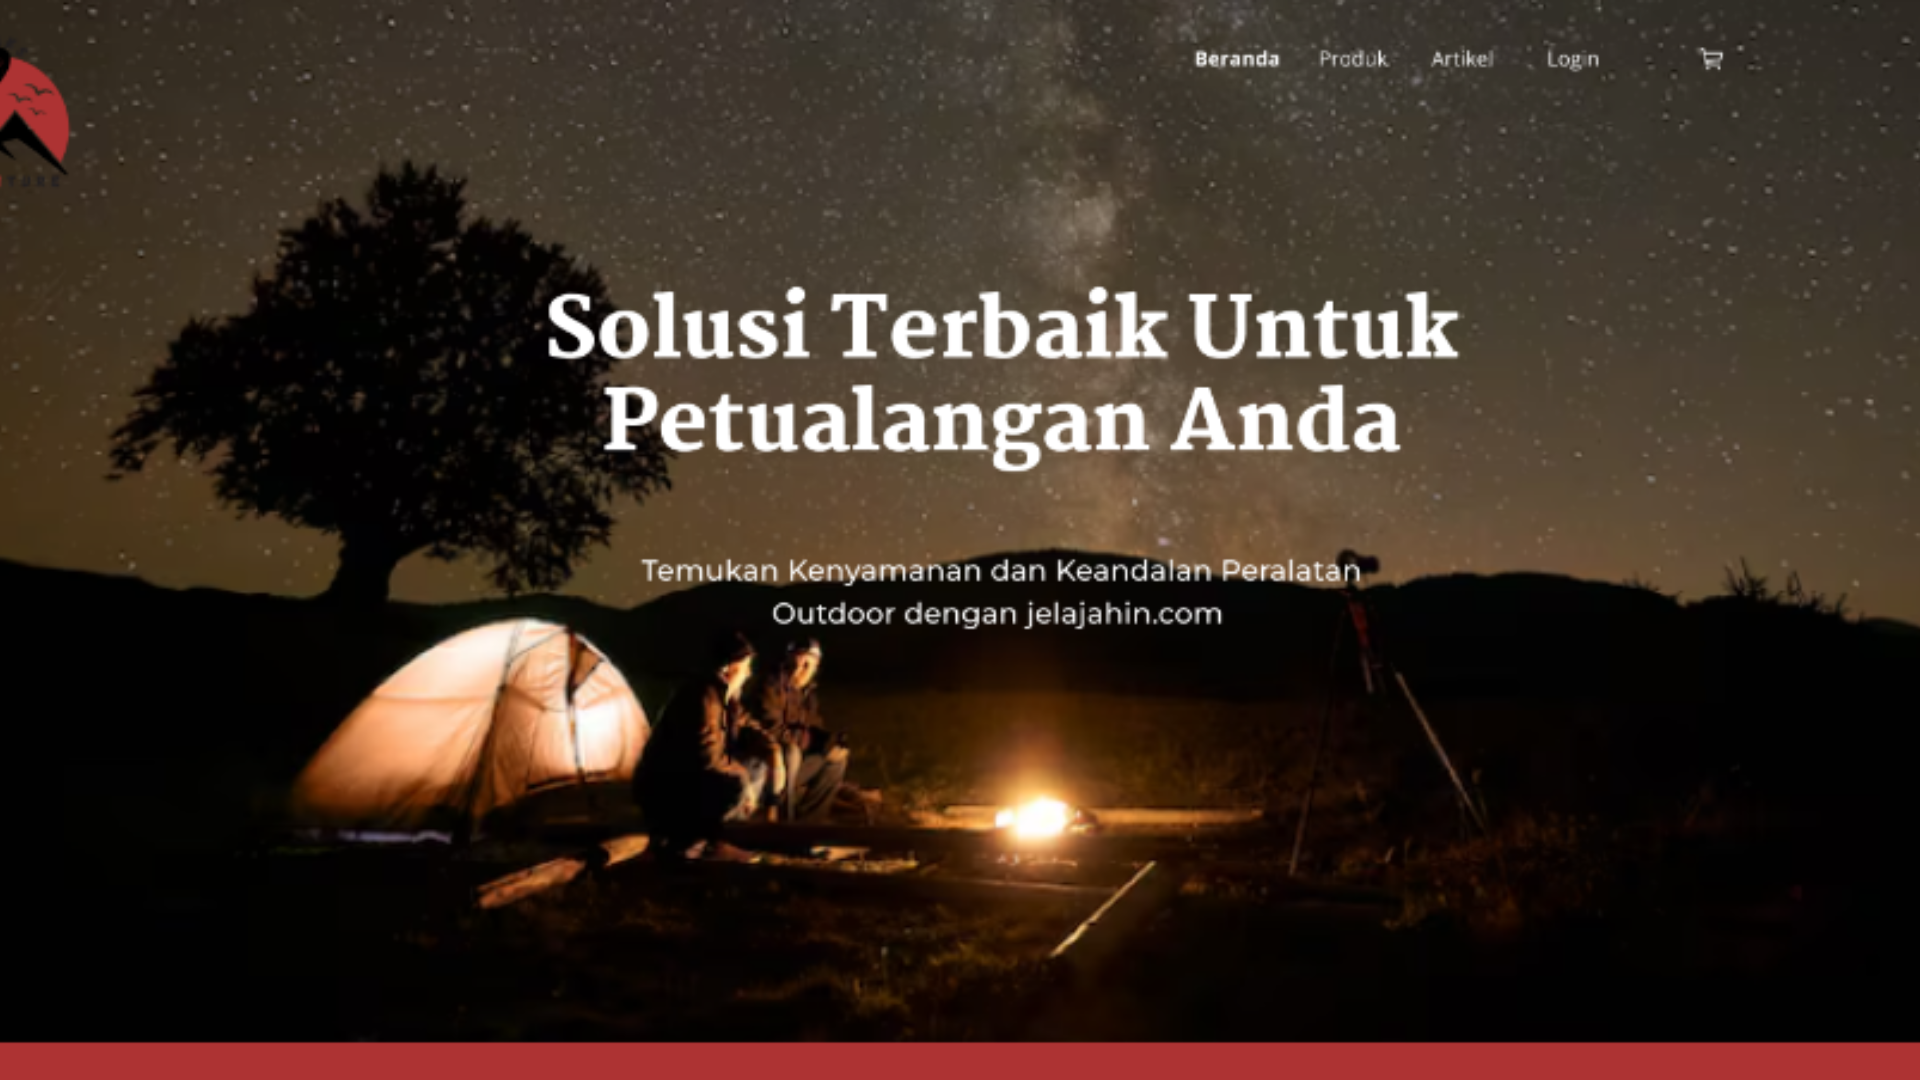 Beranda Produk Artikel Login
Solusi Terbaik Untuk
Petualangan Anda
Temukan Kenyamanan dan Keandalan Peralatan
Outdoor dengan jelajahin.com